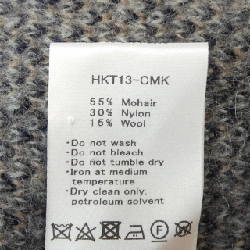 HKT13-CMK
55% Mohair
30% Nylon
15% Wool
•Do not wash
•Do not bleach
•Do not tumble dry
•Iron at medium
temperature
•Dry clean only,
petroleum solvent